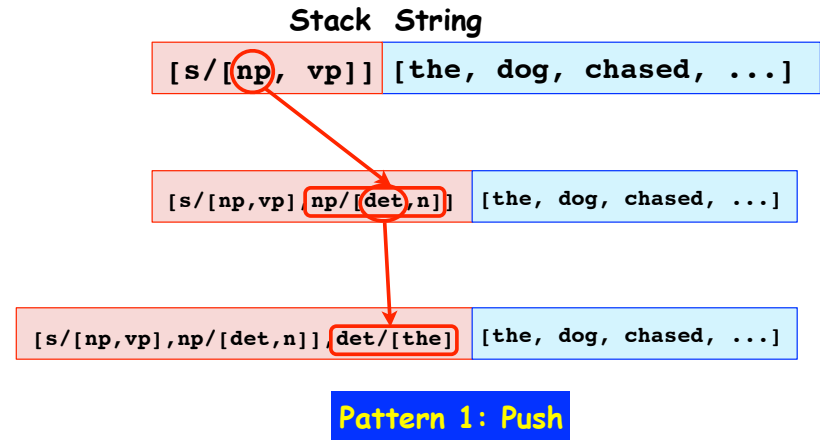 Stack String
[s/[np, vp]] [the, dog, chased, ...]
[s/[np,vp],np/[det,n]] [the, dog, chased, ...]
[s/[np,vp],np/[det,n]],det/[the] [the, dog, chased, ...]
Pattern 1: Push